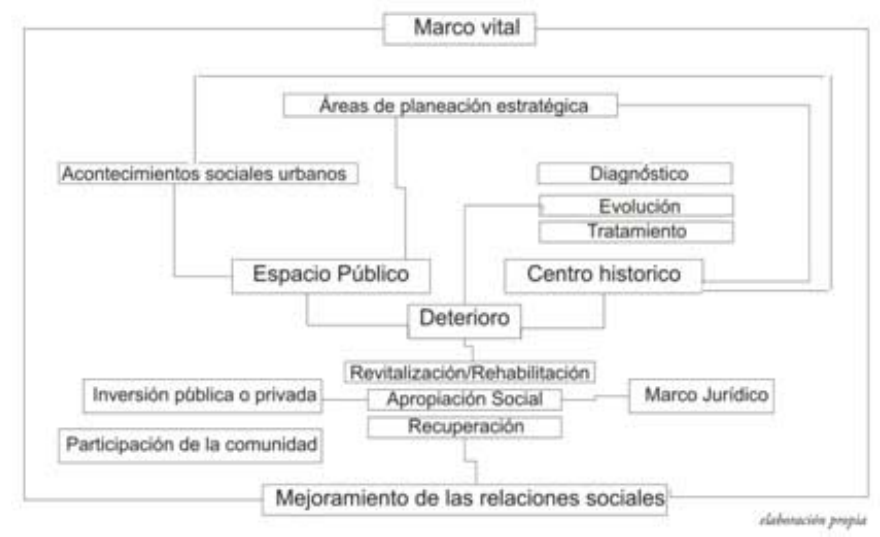 Marco vital
Áreas de planeación estratégica
Acontecimientos sociales urbanos
Diagnóstico
Evolución
Tratamiento
Espacio Público
Centro historico
Deterioro
Revitalización/Rehabilitación
Inversión pública o privada
Apropiación Social
Marco Jurídico
Recuperación
Participación de la comunidad
Mejoramiento de las relaciones sociales
elaboración propia